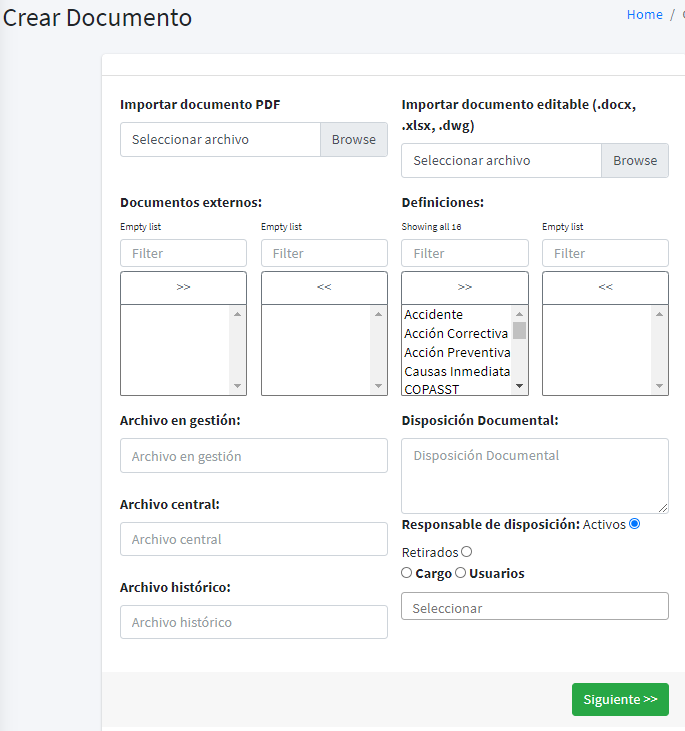 Crear Documento
Home /
Importar documento PDF
Seleccionar archivo Browse
Importar documento editable (.docx,
.xlsx, .dwg)
Seleccionar archivo Browse
Documentos externos:
Empty list Empty list
Filter Filter
>> <<
Definiciones:
Showing all 16 Empty list
Filter Filter
>> <<
Accidente
Acción Correctiva
Acción Preventiva
Causas Inmediata
COPASST
Archivo en gestión:
Archivo en gestión
Disposición Documental:
Disposición Documental
Archivo central:
Archivo central
Responsable de disposición: Activos
Retirados
Cargo Usuarios
Seleccionar
Archivo histórico:
Archivo histórico
Siguiente >>